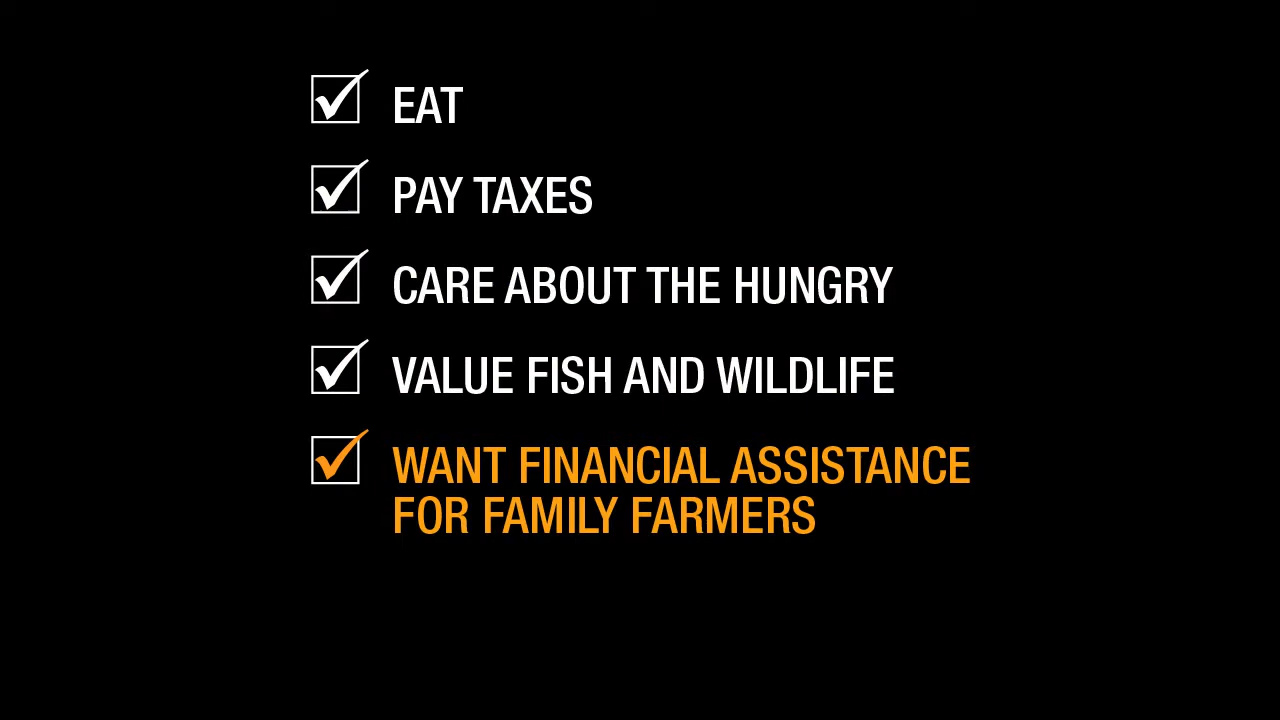 EAT
PAY TAXES
CARE ABOUT THE HUNGRY
VALUE FISH AND WILDLIFE
WANT FINANCIAL ASSISTANCE
FOR FAMILY FARMERS